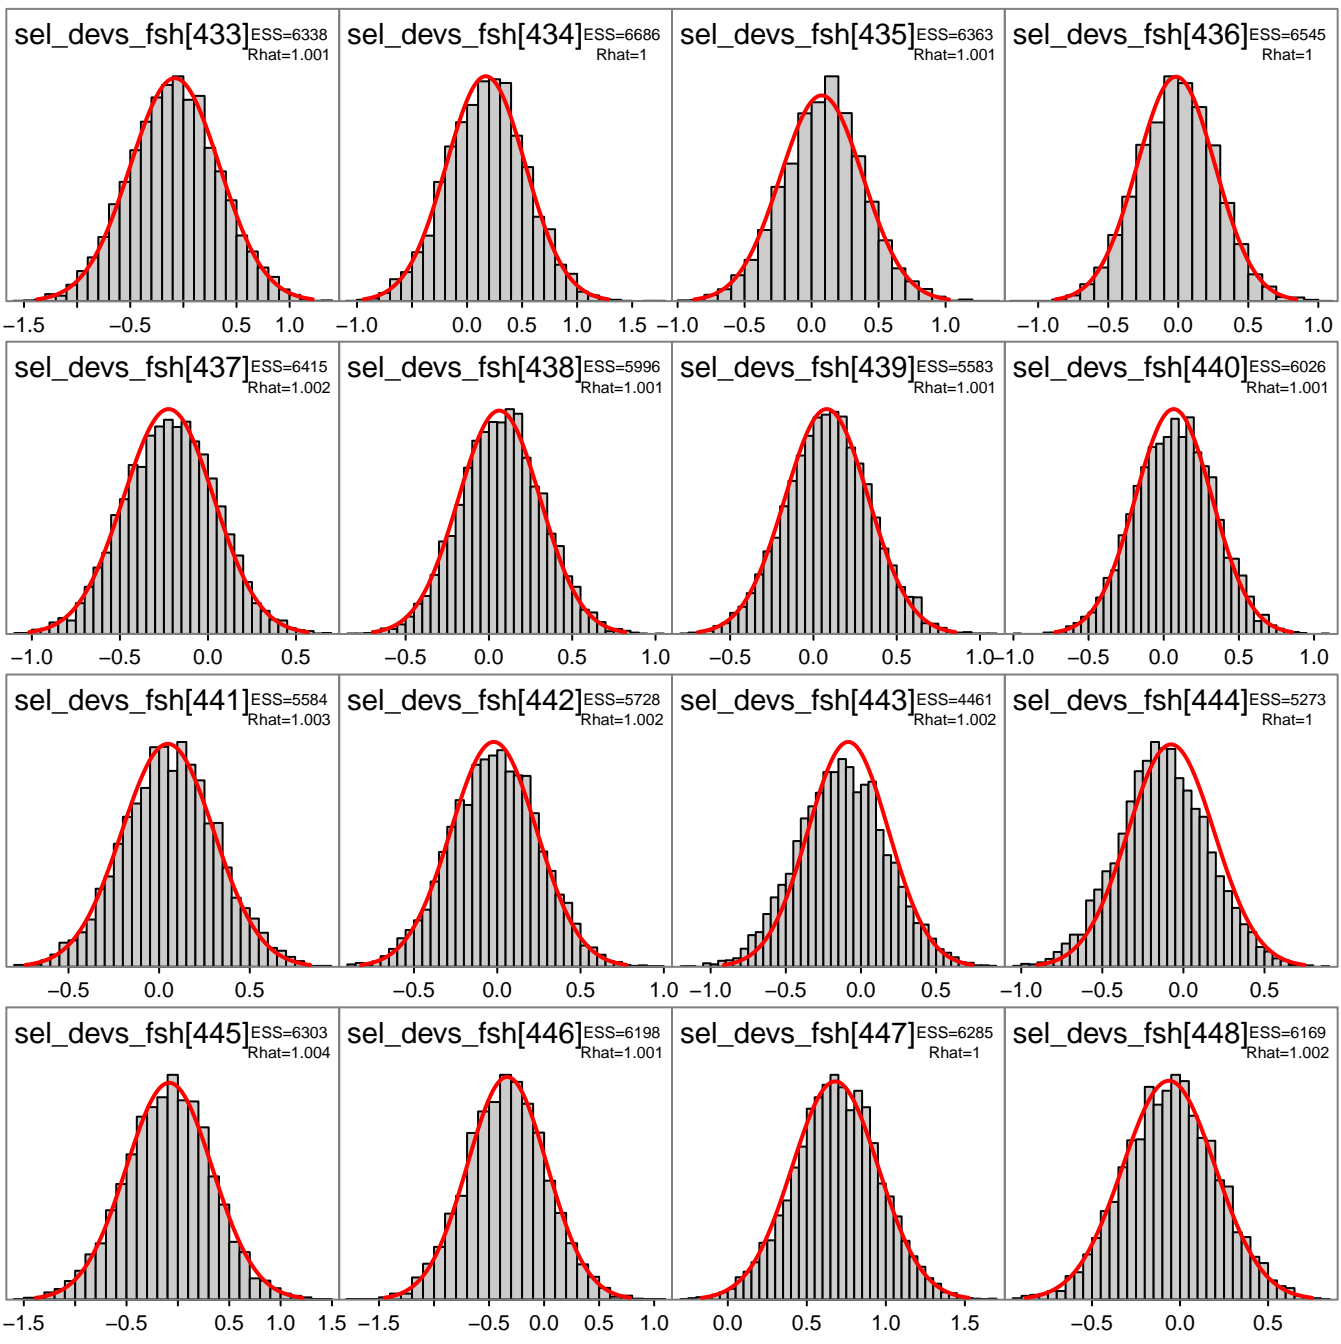 sel_devs_fsh[433] ESS=6338
Rhat=1.001
sel_devs_fsh[434] ESS=6686
Rhat=1
sel_devs_fsh[435] ESS=6363
Rhat=1.001
sel_devs_fsh[436] ESS=6545
Rhat=1
−1.5 −0.5 0.5 1.0
−1.0 0.0 0.5 1.0 1.5
−1.0 0.0 0.5 1.0
−1.0 0.0 0.5 1.0
sel_devs_fsh[437] ESS=6415
Rhat=1.002
sel_devs_fsh[438] ESS=5996
Rhat=1.001
sel_devs_fsh[439] ESS=5583
Rhat=1.001
sel_devs_fsh[440] ESS=6026
Rhat=1.001
−1.0 −0.5 0.0 0.5
−0.5 0.0 0.5 1.0
−0.5 0.0 0.5 1.0
−1.0 0.0 0.5 1.0
sel_devs_fsh[441] ESS=5584
Rhat=1.003
sel_devs_fsh[442] ESS=5728
Rhat=1.002
sel_devs_fsh[443] ESS=4461
Rhat=1.002
sel_devs_fsh[444] ESS=5273
Rhat=1
−0.5 0.0 0.5
−0.5 0.0 0.5 1.0
−1.0 −0.5 0.0 0.5
−1.0 −0.5 0.0 0.5
sel_devs_fsh[445] ESS=6303
Rhat=1.004
sel_devs_fsh[446] ESS=6198
Rhat=1.001
sel_devs_fsh[447] ESS=6285
Rhat=1
sel_devs_fsh[448] ESS=6169
Rhat=1.002
−1.5 −0.5 0.5 1.0 1.5
−1.5 −0.5 0.0 0.5 1.0
0.0 0.5 1.0 1.5
−0.5 0.0 0.5